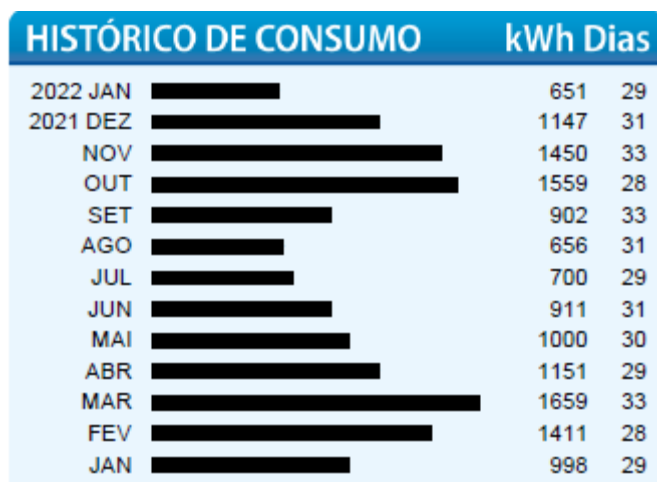 HISTÓRICO DE CONSUMO kWh Dias
2022 JAN 651 29
2021 DEZ 1147 31
NOV 1450 33
OUT 1559 28
SET 902 33
AGO 656 31
JUL 700 29
JUN 911 31
MAI 1000 30
ABR 1151 29
MAR 1659 33
FEV 1411 28
JAN 998 29